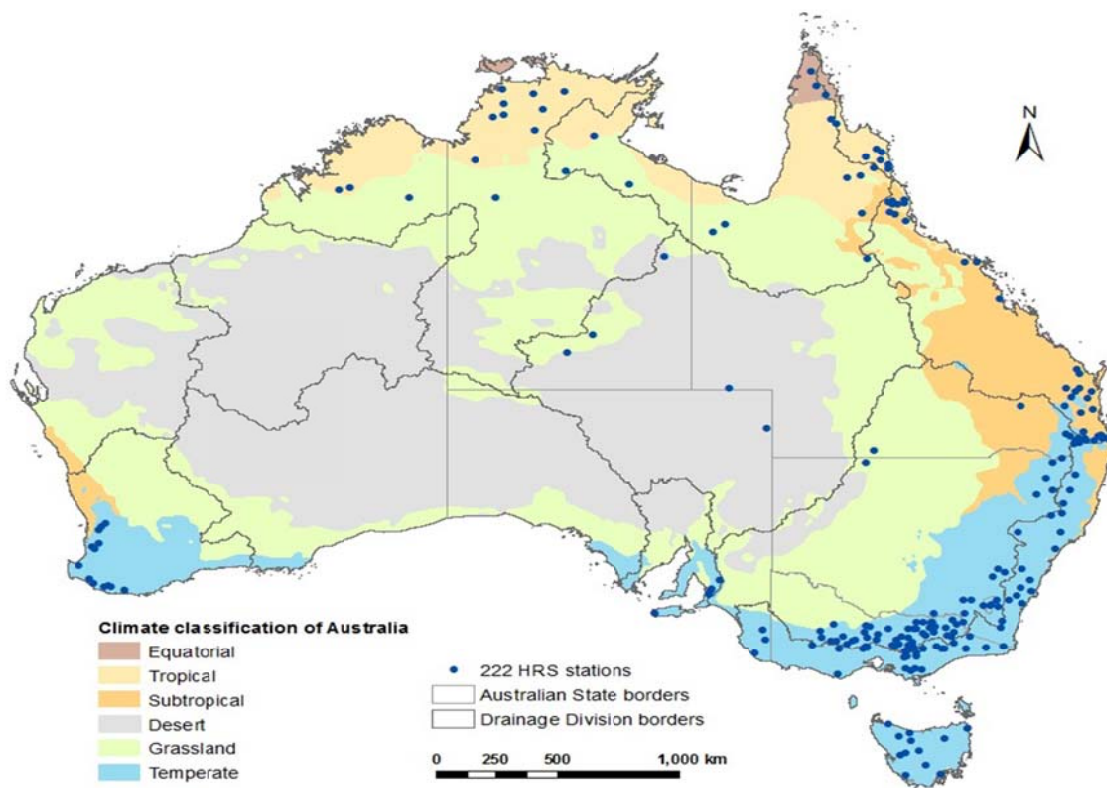 N
Climate classification of Australia
Equatorial
Tropical
Subtropical
Desert
Grassland
Temperate
222 HRS stations
Australian State borders
Drainage Division borders
0 250 500 1,000 km